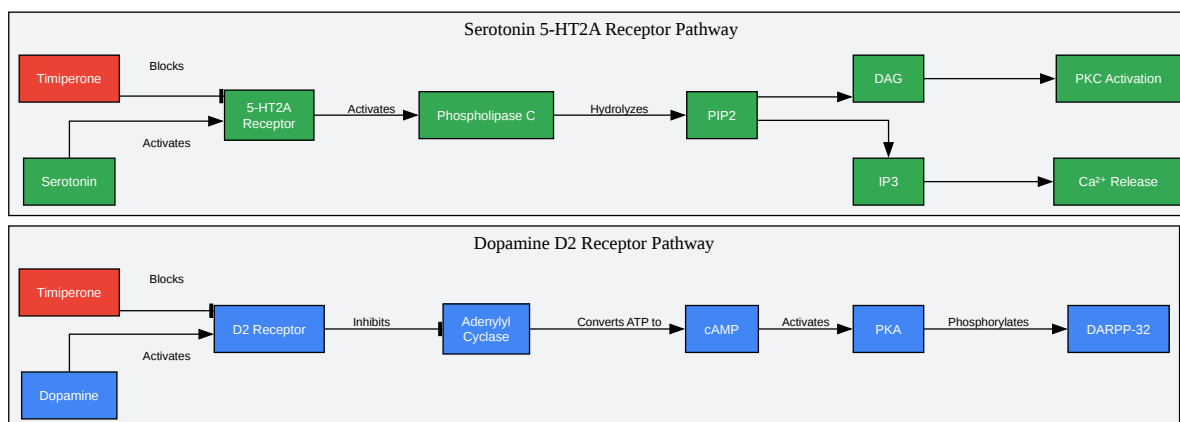 Serotonin 5-HT2A Receptor Pathway
Timiperone
Blocks
DAG
PKC Activation
5-HT2A
Receptor
Activates
Phospholipase C
Hydrolyzes
PIP2
Activates
Serotonin
IP3
Ca²⁺ Release
Dopamine D2 Receptor Pathway
Timiperone
Blocks
D2 Receptor
Inhibits
Adenylyl
Cyclase
Converts ATP to
cAMP
Activates
PKA
Phosphorylates
DARPP-32
Activates
Dopamine